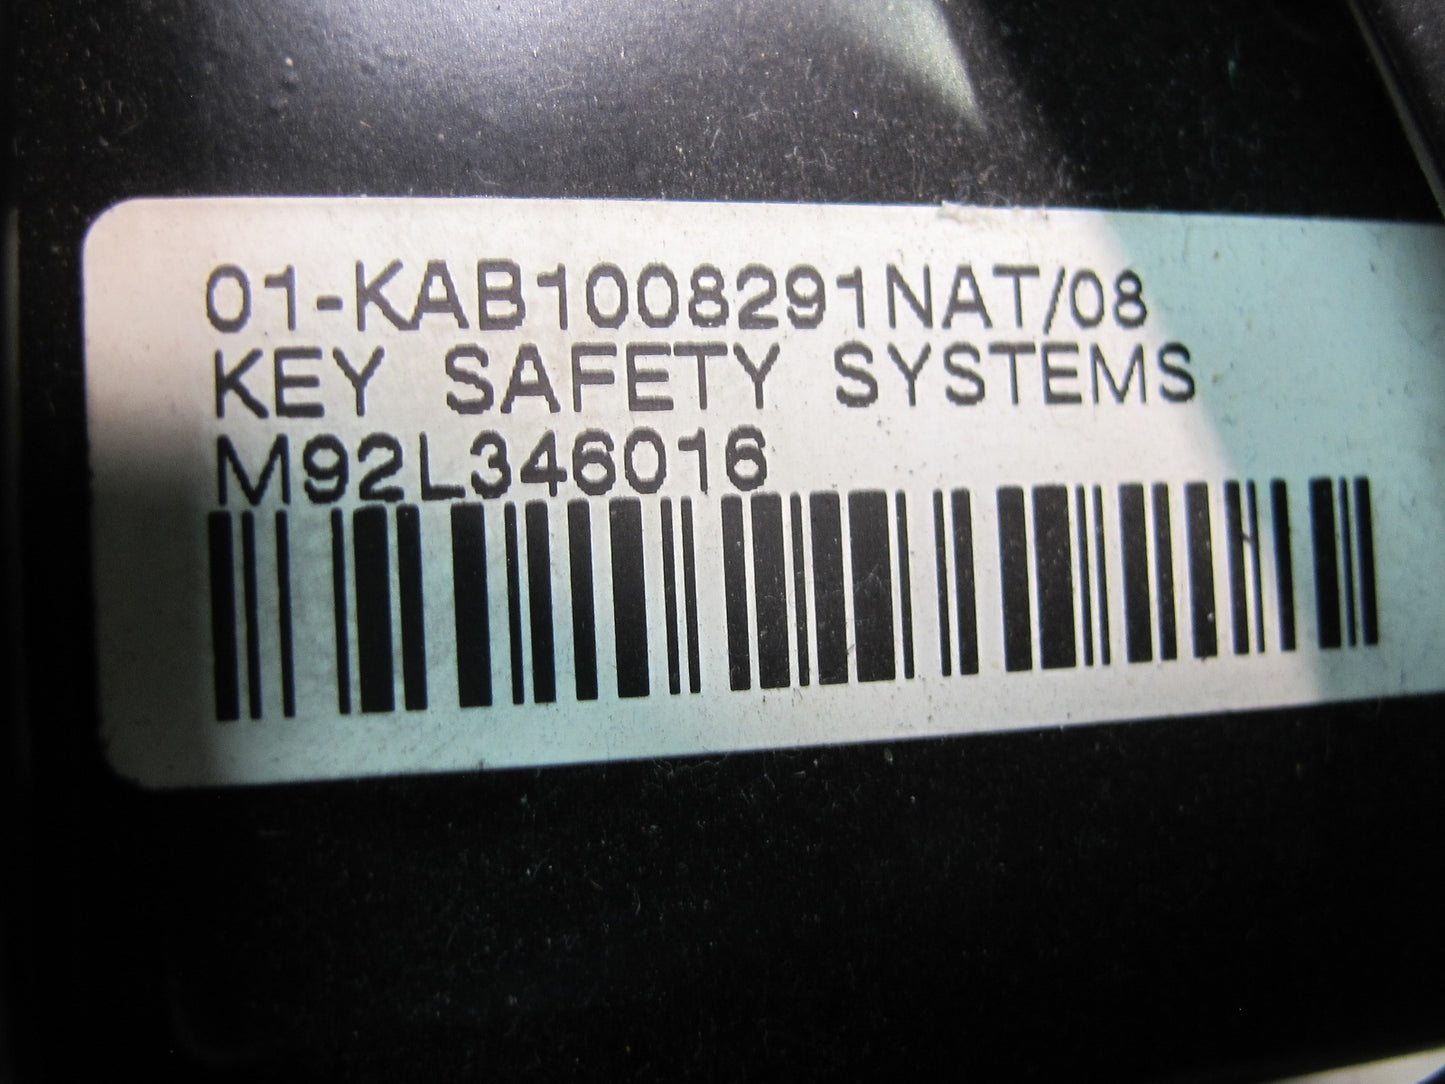 01-KAB1008291NAT/08
KEY SAFETY SYSTEMS
M92L346016